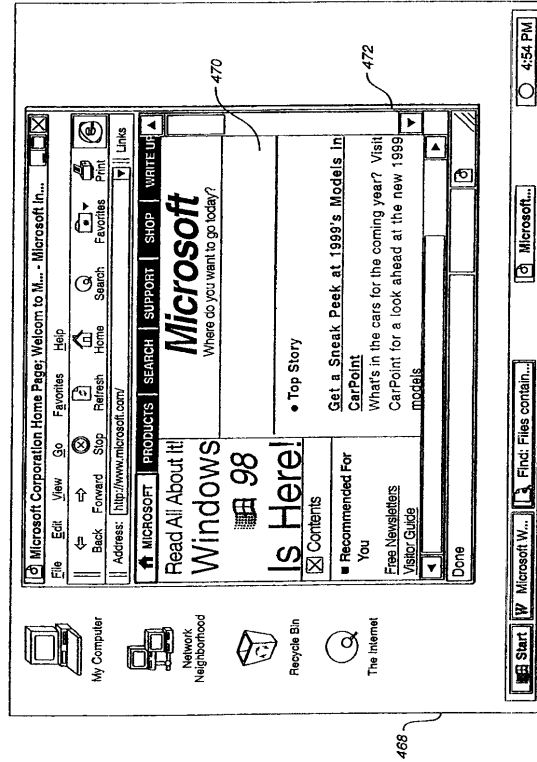 Microsoft Corporation Home Page; Welcom to M... - Microsoft In...
File Edit View Go Favorites Help
Back Forward Stop Refresh Home Search Favorites Print
Address: http://www.microsoft.com/ Links
MICROSOFT PRODUCTS SEARCH SUPPORT SHOP WRITE UP
Read All About It!
Windows
98
Is Here!
Contents
Recommended For
You
Free Newsletters
Visitor Guide
Microsoft
Where do you want to go today?
• Top Story
Get a Sneak Peek at 1999's Models In
CarPoint
What's in the cars for the coming year? Visit
CarPoint for a look ahead at the new 1999
models
Done
My Computer
Network
Neighborhood
Recycle Bin
The Internet
Start W Microsoft W... Find: Files contain... Microsoft... 4:54 PM
468
470
472